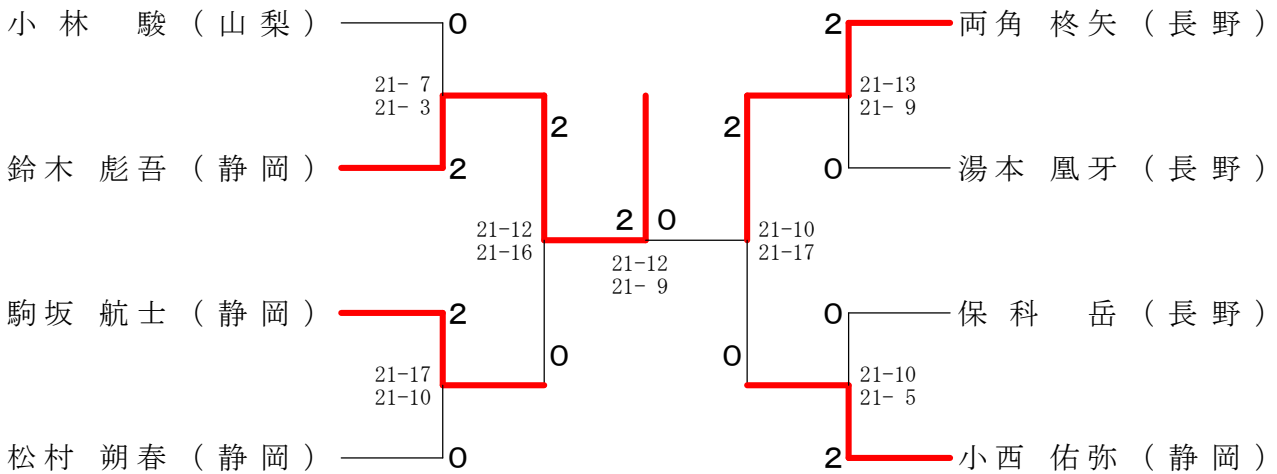 小林 駿 (山梨) 0 2 両角 柊矢 (長野)
21- 7 21-13
21- 3 21- 9
2 2
鈴木 彪吾 (静岡) 2 0 湯本 凰牙 (長野)
2 0
21-12 21-10
21-16 21-17
21-12
21- 9
駒坂 航士 (静岡) 2 0 保科 岳 (長野)
0 0
21-17 21-10
21-10 21- 5
松村 朔春 (静岡) 0 2 小西 佑弥 (静岡)